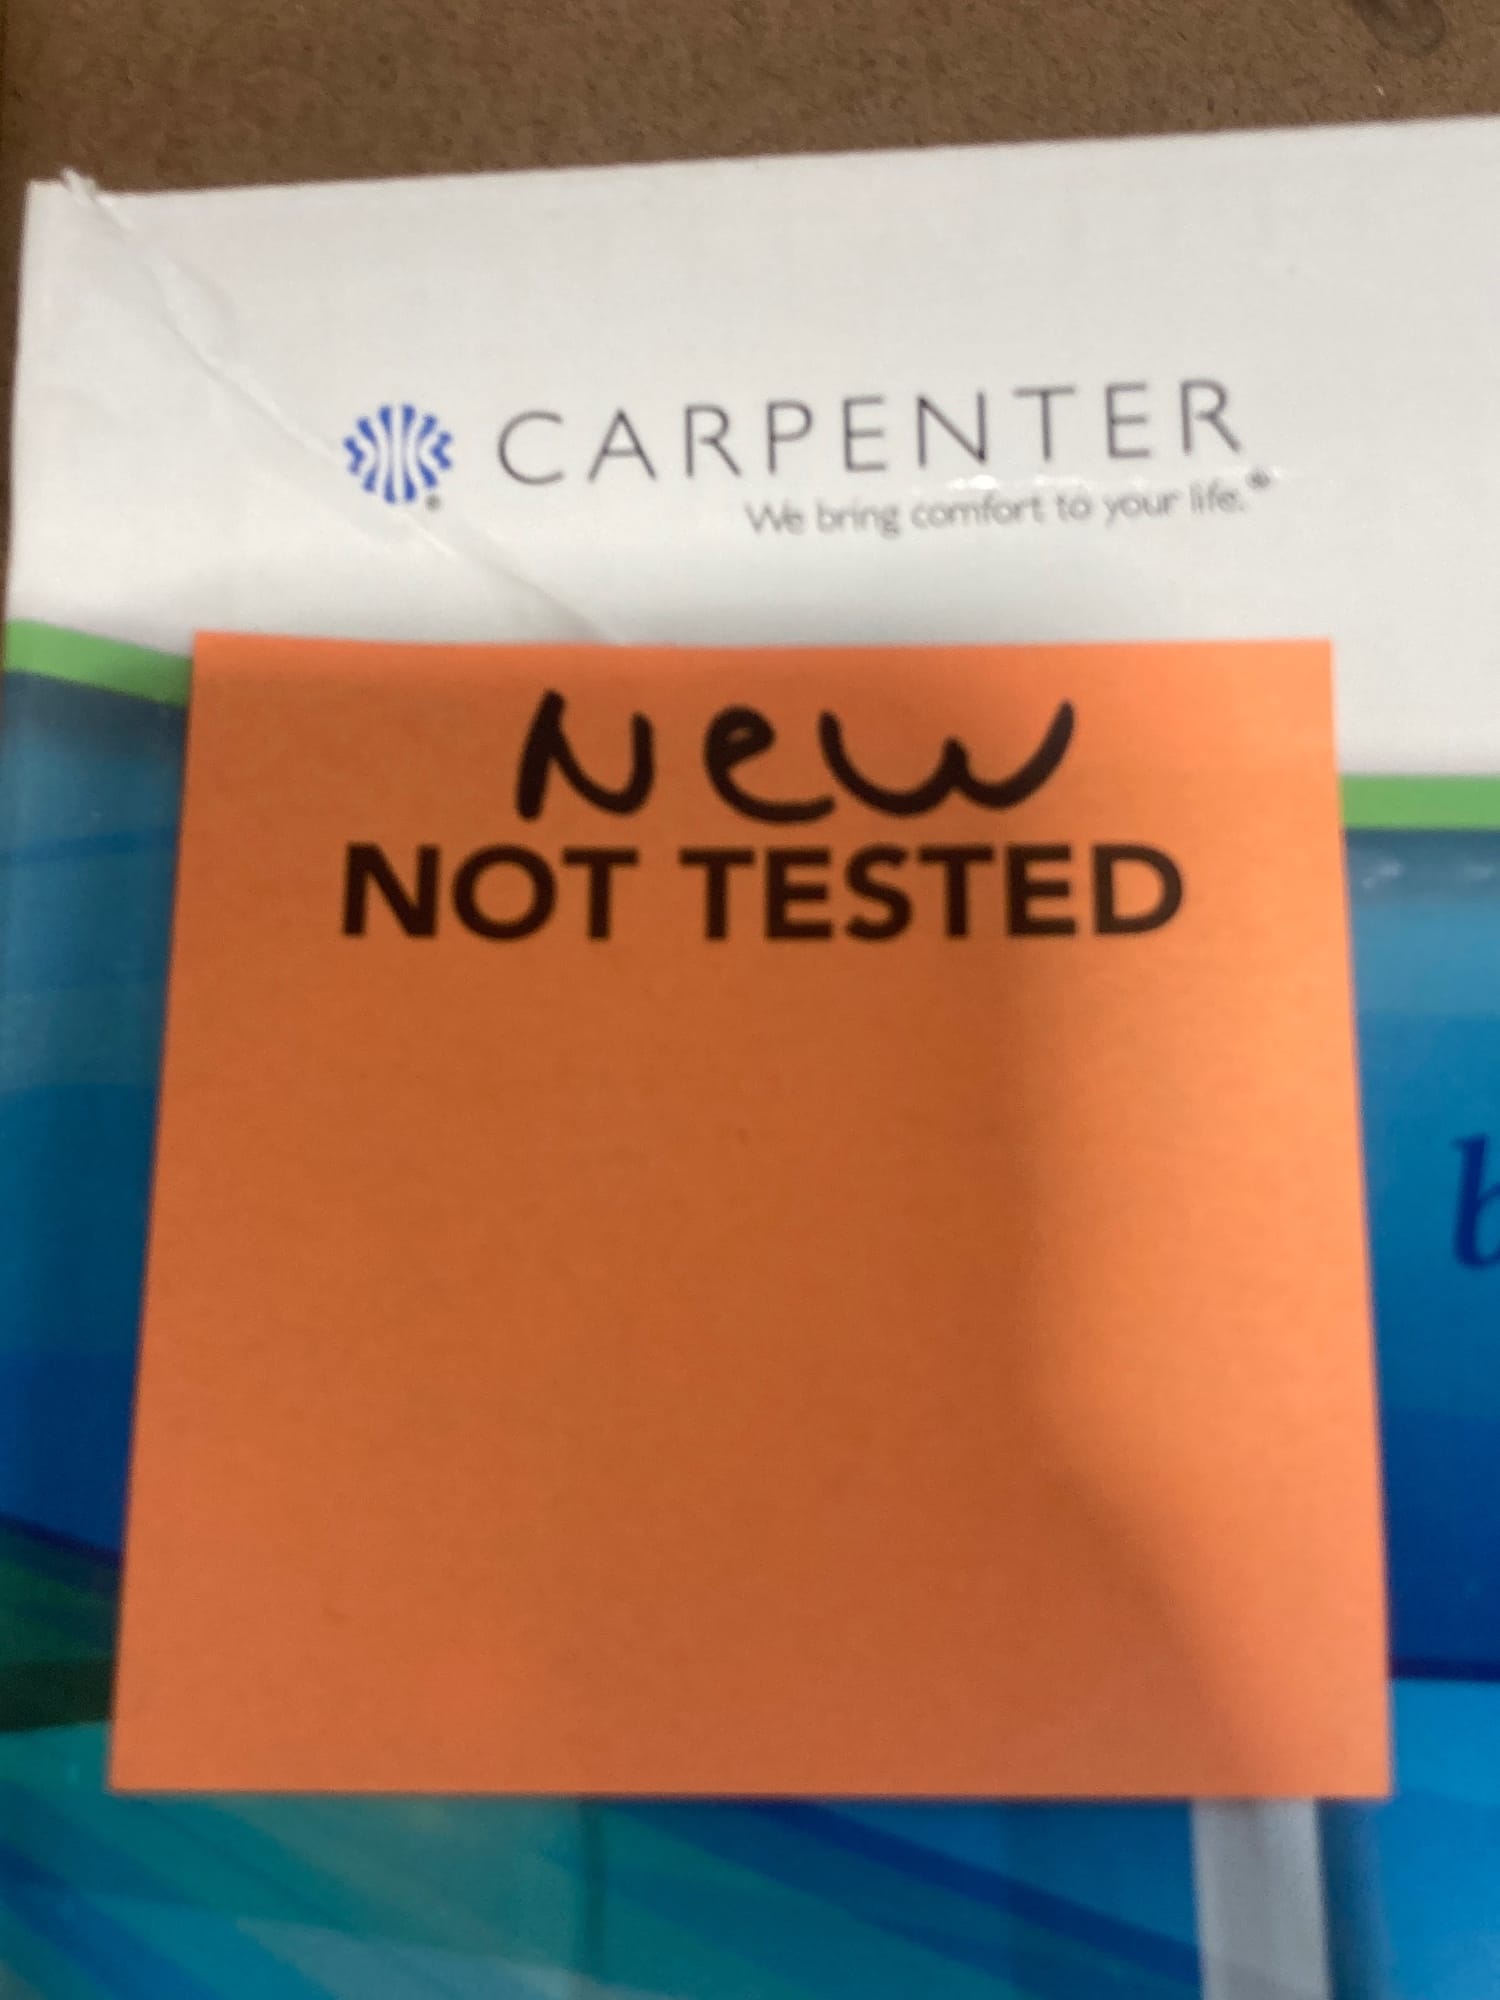 CARPENTER
We bring comfort to your life.®
New
NOT TESTED
b